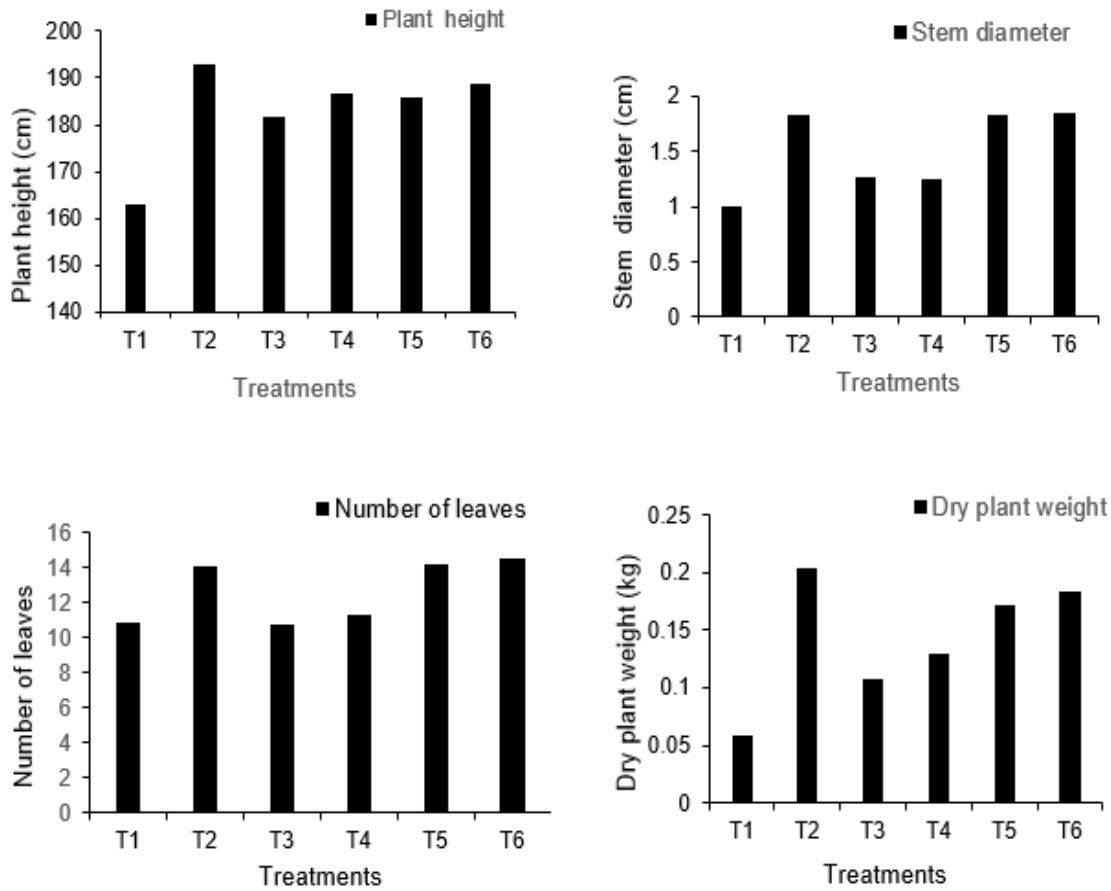 Plant height
Plant height (cm)
200
190
180
170
160
150
140
T1 T2 T3 T4 T5 T6
Treatments
Stem diameter
Stem diameter (cm)
2
1.5
1
0.5
0
T1 T2 T3 T4 T5 T6
Treatments
Number of leaves
Number of leaves
16
14
12
10
8
6
4
2
0
T1 T2 T3 T4 T5 T6
Treatments
Dry plant weight
Dry plant weight (kg)
0.25
0.2
0.15
0.1
0.05
0
T1 T2 T3 T4 T5 T6
Treatments